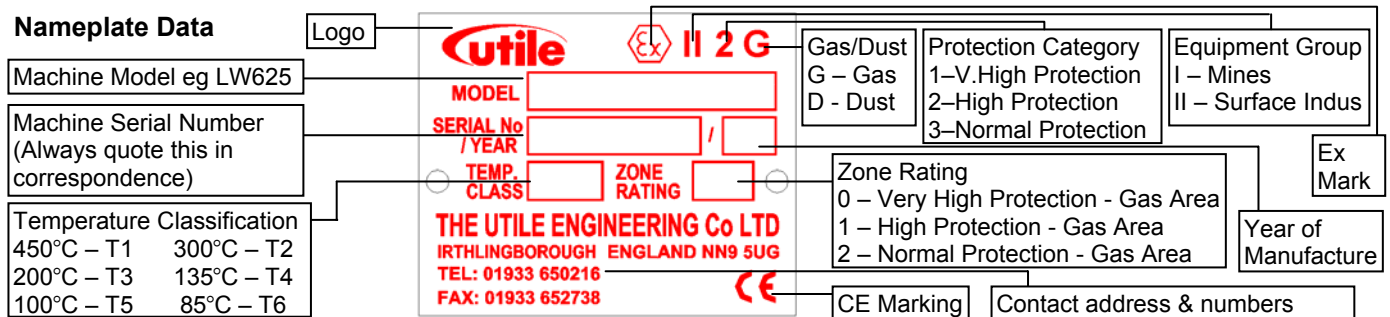 Nameplate Data
Logo
utile
Ex II 2 G
Gas/Dust
G – Gas
D - Dust
Protection Category
1–V.High Protection
2–High Protection
3–Normal Protection
Equipment Group
I – Mines
II – Surface Indus
Machine Model eg LW625
MODEL
Machine Serial Number
(Always quote this in
correspondence)
SERIAL No
/ YEAR
/
Ex
Mark
TEMP.
CLASS
ZONE
RATING
Zone Rating
0 – Very High Protection - Gas Area
1 – High Protection - Gas Area
2 – Normal Protection - Gas Area
Year of
Manufacture
Temperature Classification
450°C – T1 300°C – T2
200°C – T3 135°C – T4
100°C – T5 85°C – T6
THE UTILE ENGINEERING Co LTD
IRTHLINGBOROUGH ENGLAND NN9 5UG
TEL: 01933 650216
FAX: 01933 652738
CE
CE Marking
Contact address & numbers